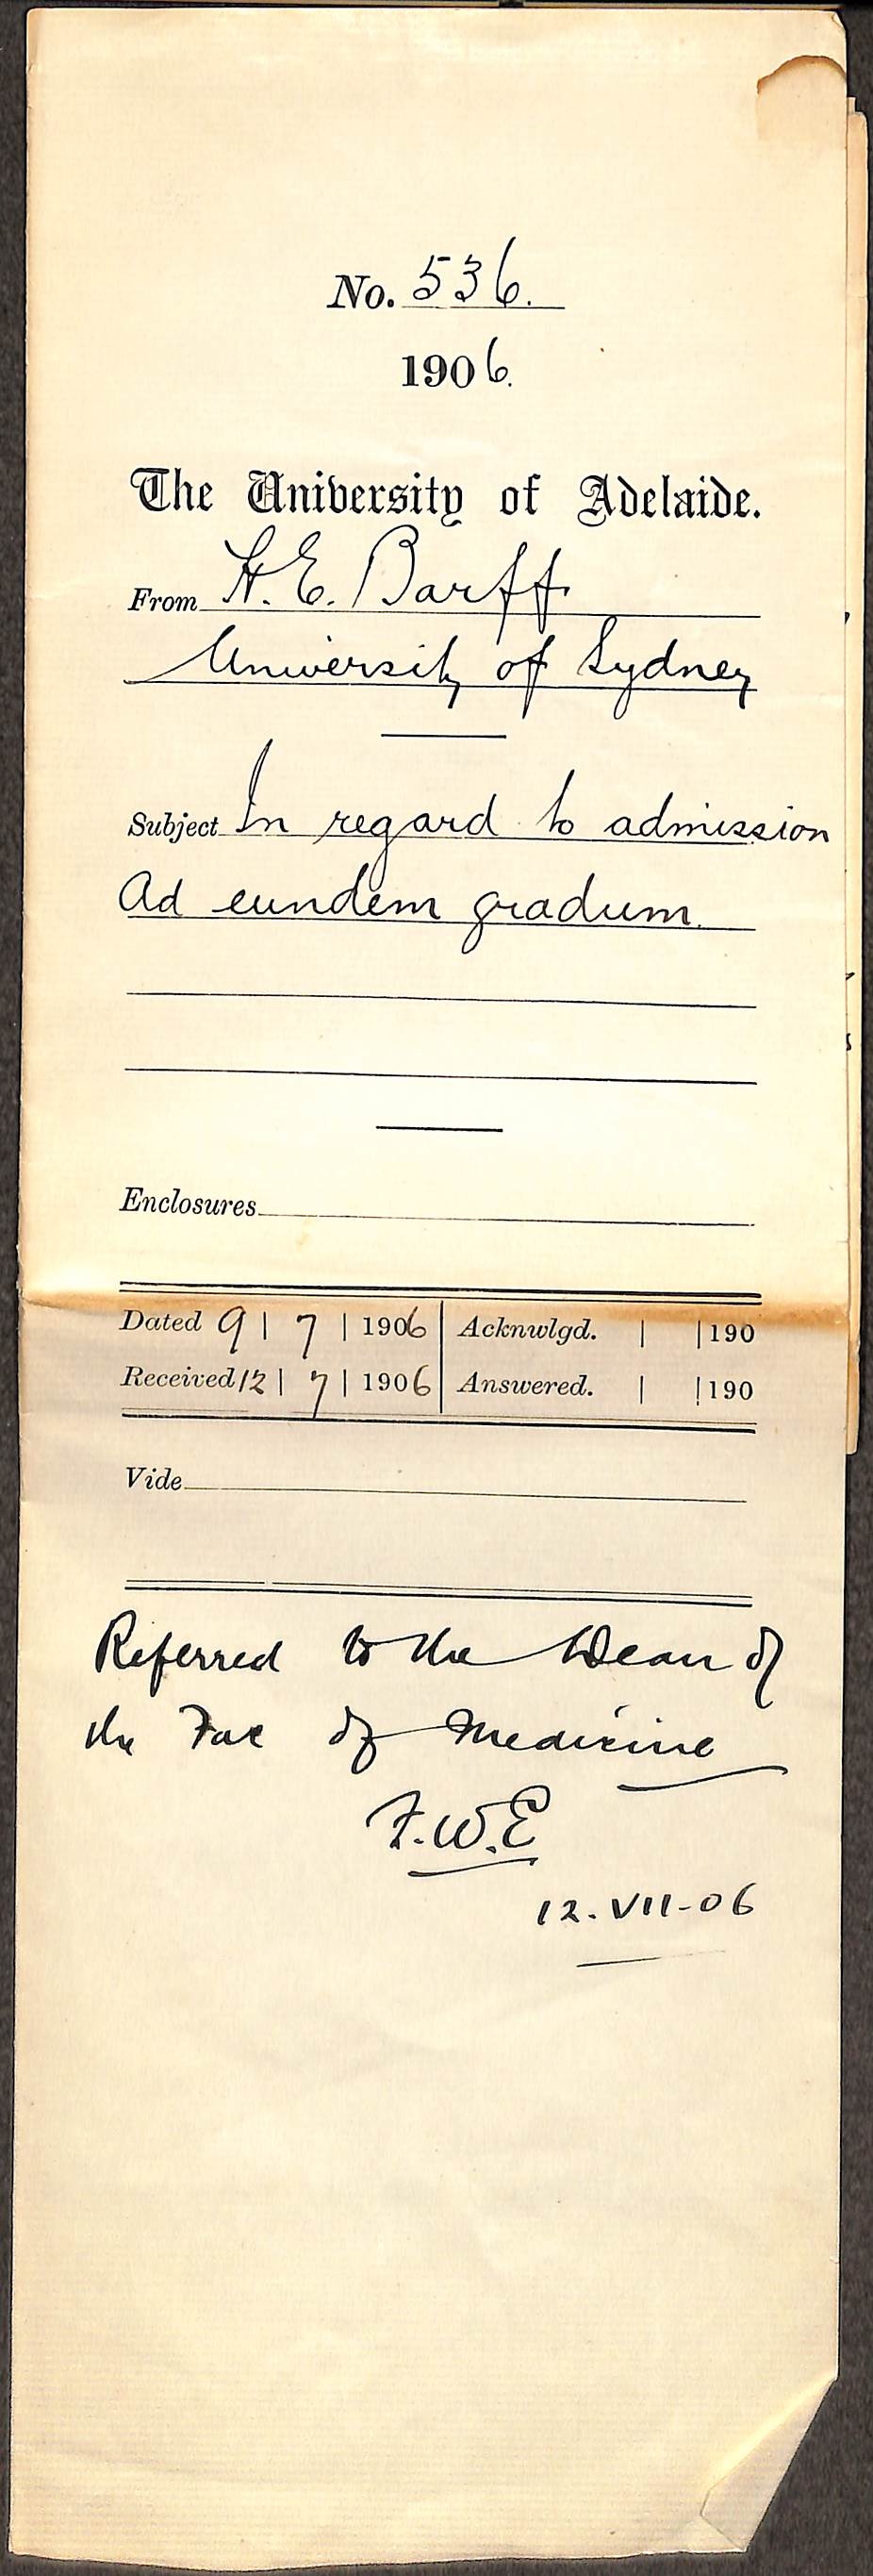 No. 536.
1906.
The University of Adelaide.
From H. E. Barff
University of Sydney
Subject In regard to admission
Ad eundem gradum.
Enclosures
Dated 9 | 7 | 1906 | Acknwlgd. | | 190
Received 12 | 7 | 1906 | Answered. | | 190
Vide
Referred to the Dean of
the Fac of Medicine
F.W.E
12.VII-06